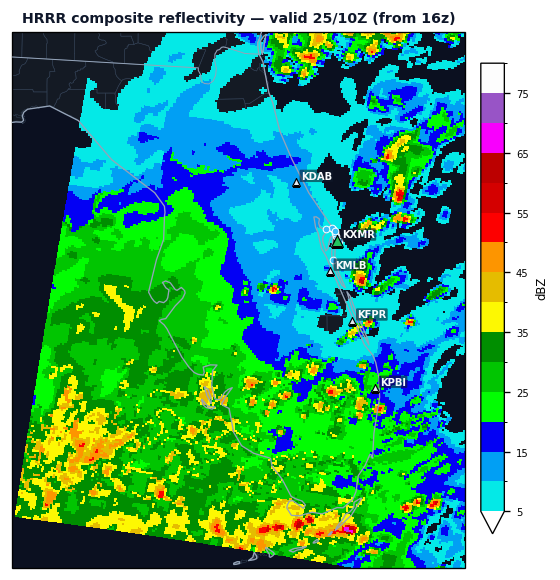 HRRR composite reflectivity — valid 25/10Z (from 16z)
KDAB
KXMR
KMLB
KFPR
KPBI
75
65
55
45
35
25
15
5
dBZ